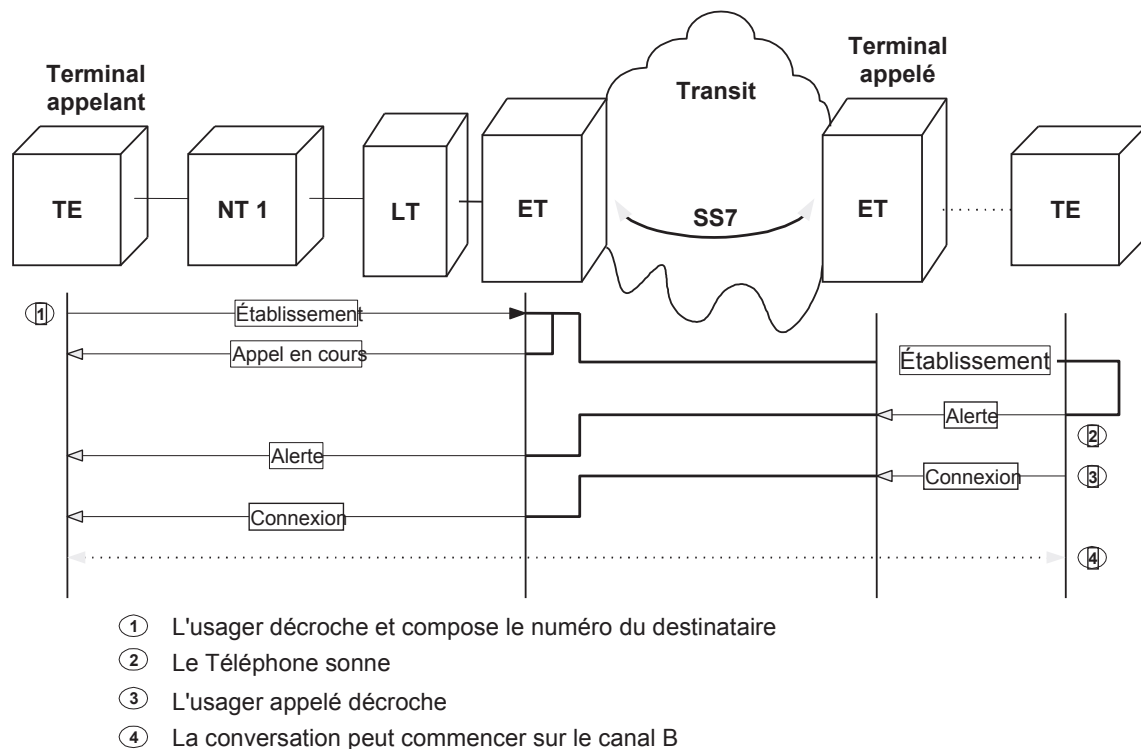 Terminal
appelant
Transit
Terminal
appelé
TE
NT 1
LT
ET
SS7
ET
TE
1
Établissement
Appel en cours
Établissement
Alerte
2
Alerte
Connexion
3
Connexion
4
1 L'usager décroche et compose le numéro du destinataire
2 Le Téléphone sonne
3 L'usager appelé décroche
4 La conversation peut commencer sur le canal B